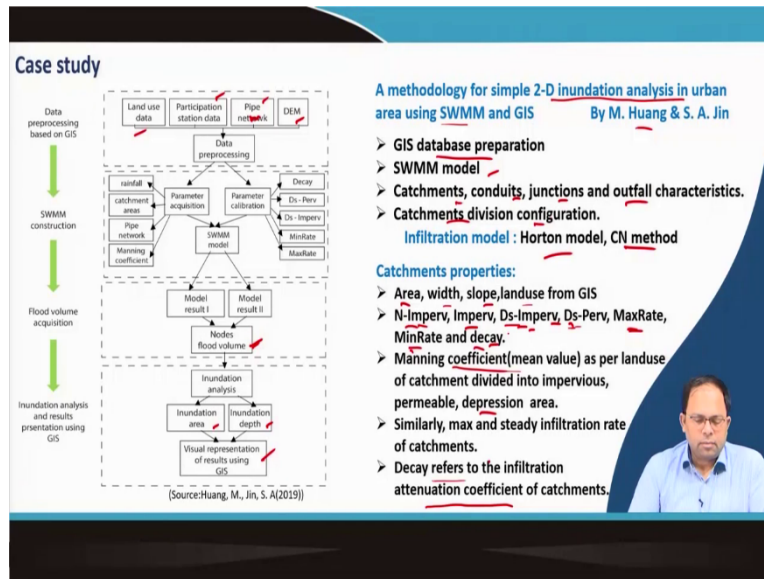 Case study
Data
preprocessing
based on GIS
SWMM
construction
Flood volume
acquisition
Inundation analysis
and results
prsentation using
GIS
Land use
data
Participation
station data
Pipe
DEM
Data
preprocessing
rainfall
catchment
areas
Pipe
network
Manning
coefficient
Parameter
acquisition
Parameter
calibration
SWMM
model
Decay
Ds - Perv
Ds - Imperv
MinRate
MaxRate
Model
result I
Model
result II
Nodes
flood volume
Inundation
analysis
Inundation
area
Inundation
depth
Visual representation
of results using
GIS
(Source:Huang, M., Jin, S. A(2019))
A methodology for simple 2-D inundation analysis in urban
area using SWMM and GIS By M. Huang & S. A. Jin
➤ GIS database preparation
➤ SWMM model
➤ Catchments, conduits, junctions and outfall characteristics.
➤ Catchments division configuration.
Infiltration model : Horton model, CN method
Catchments properties:
➤ Area, width, slope,landuse from GIS
➤ N-Imperv, Imperv, Ds-Imperv, Ds-Perv, MaxRate,
MinRate and decay.
➤ Manning coefficient(mean value) as per landuse
of catchment divided into impervious,
permeable, depression area.
➤ Similarly, max and steady infiltration rate
of catchments.
➤ Decay refers to the infiltration
attenuation coefficient of catchments.